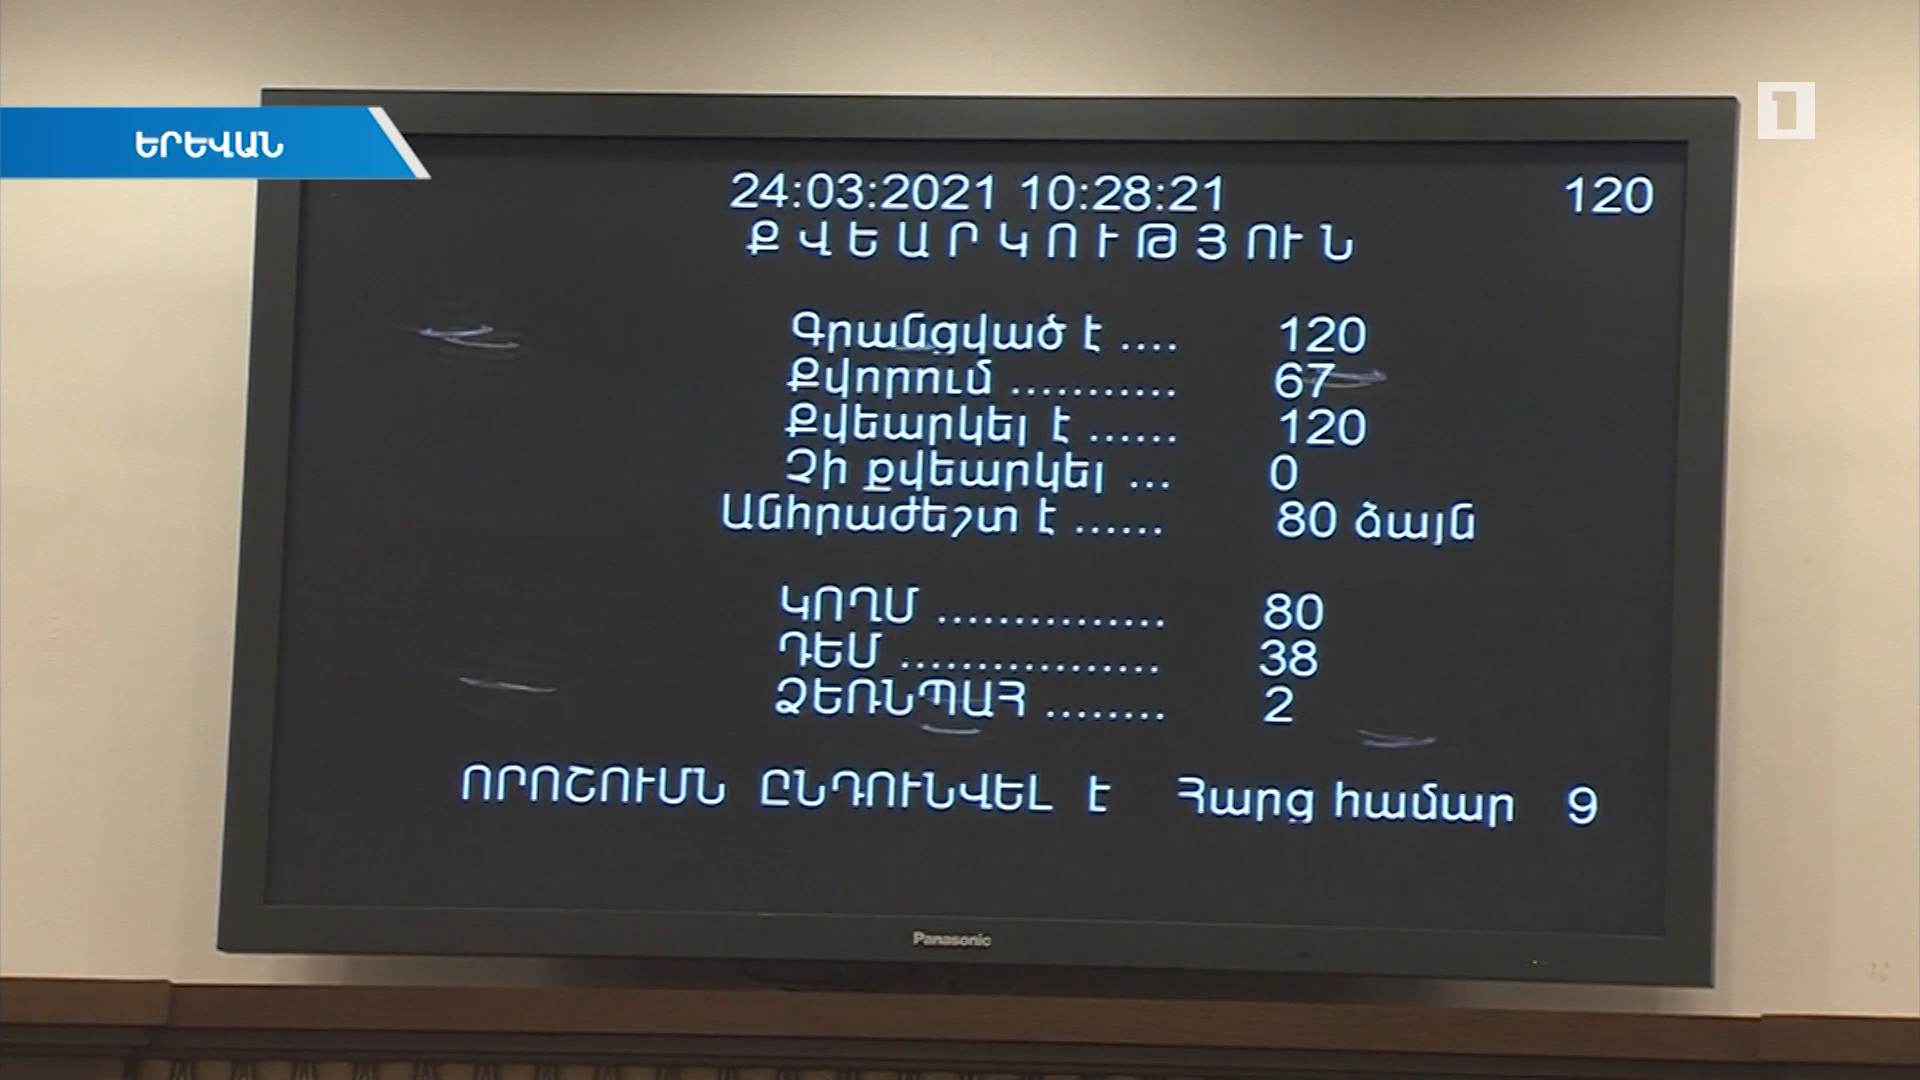 ԵՐԵՎԱՆ
1
24:03:2021 10:28:21 120
ՔՎԵԱՐԿՈՒԹՅՈՒՆ
Գրանցված է .... 120
Քվորում ........... 67
Քվեարկել է ...... 120
Չի քվեարկել ... 0
Անհրաժեշտ է ...... 80 ձայն
ԿՈՂՄ ............... 80
ԴԵՄ ................. 38
ՁԵՌՆՊԱՀ ........ 2
ՈՐՈՇՈՒՄՆ ԸՆԴՈՒՆՎԵԼ է Հարց համար 9
Panasonic